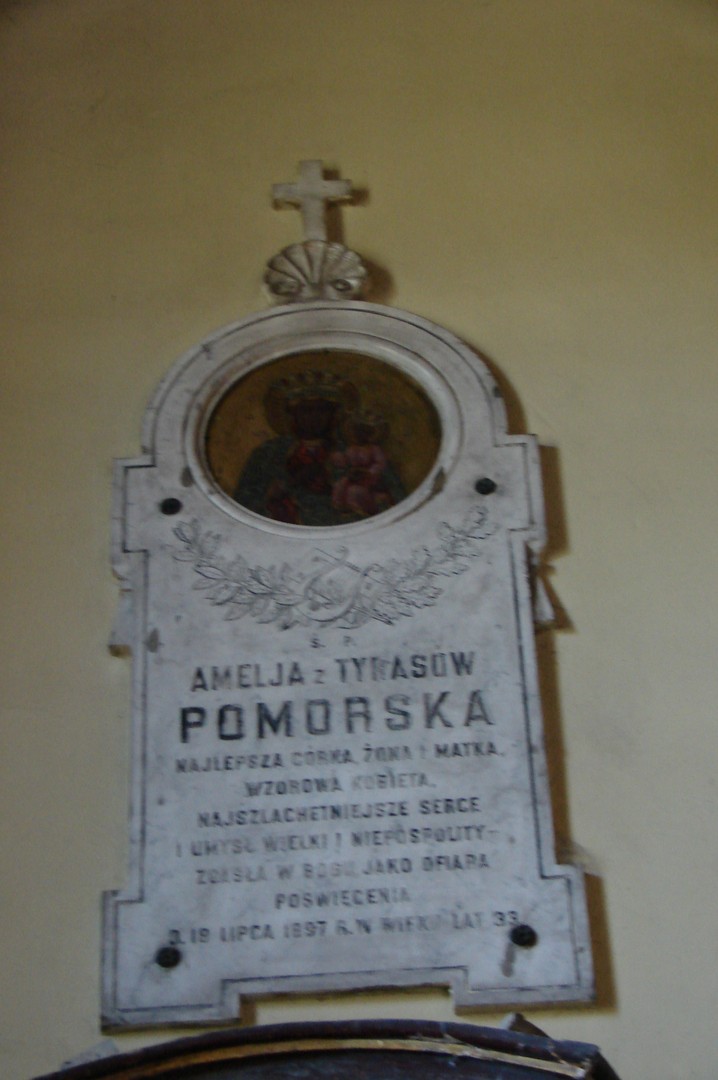 Ś. P.
AMELJA z TYRASÓW
POMORSKA
NAJLEPSZA CÓRKA, ŻONA I MATKA,
WZOROWA KOBIETA,
NAJSZLACHETNIEJSZE SERCE
I UMYSŁ WIELKI I NIEPOSPOLITY-
ZGASŁA W BOGU JAKO OFIARA
POŚWIĘCENIA
D. 19 LIPCA 1897 R. W WIEKU LAT 33